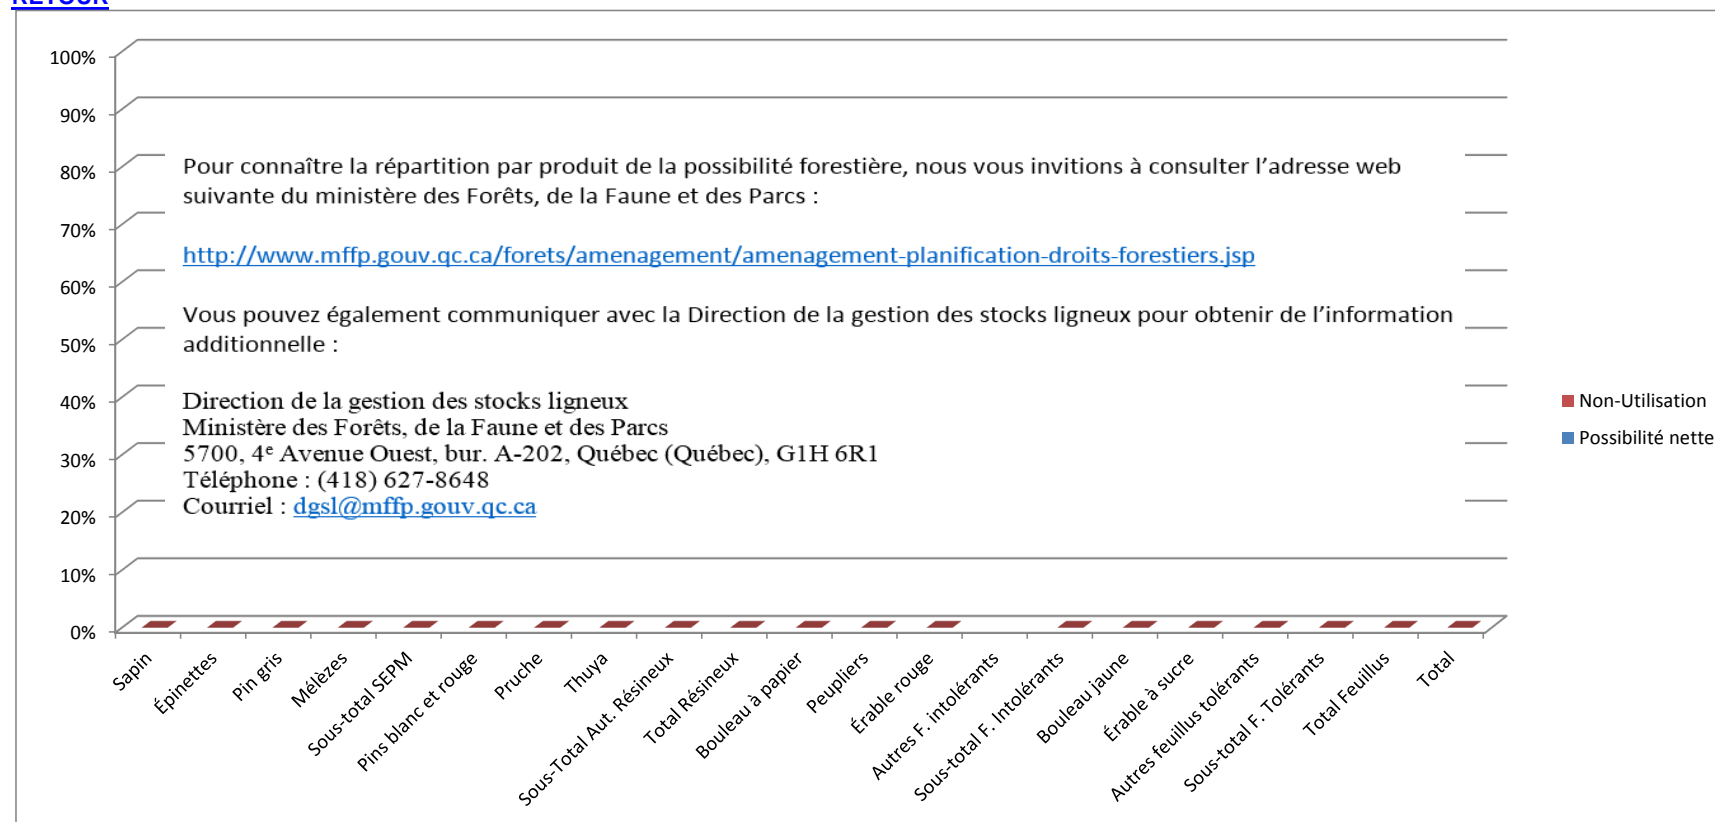 RETOUR
100%
90%
80%
70%
60%
50%
40%
30%
20%
10%
0%
Pour connaître la répartition par produit de la possibilité forestière, nous vous invitions à consulter l'adresse web
suivante du ministère des Forêts, de la Faune et des Parcs :
http://www.mffp.gouv.qc.ca/forets/amenagement/amenagement-planification-droits-forestiers.jsp
Vous pouvez également communiquer avec la Direction de la gestion des stocks ligneux pour obtenir de l'information
additionnelle :
Direction de la gestion des stocks ligneux
Ministère des Forêts, de la Faune et des Parcs
5700, 4e Avenue Ouest, bur. A-202, Québec (Québec), G1H 6R1
Téléphone : (418) 627-8648
Courriel : dgsl@mffp.gouv.qc.ca
Non-Utilisation
Possibilité nette
Sapin
Épinettes
Pin gris
Mélèzes
Sous-total SEPM
Pins blanc et rouge
Pruche
Thuya
Sous-Total Aut. Résineux
Total Résineux
Bouleau à papier
Peupliers
Érable rouge
Autres F. intolérants
Sous-total F. Intolérants
Bouleau jaune
Érable à sucre
Autres feuillus tolérants
Sous-total F. Tolérants
Total Feuillus
Total